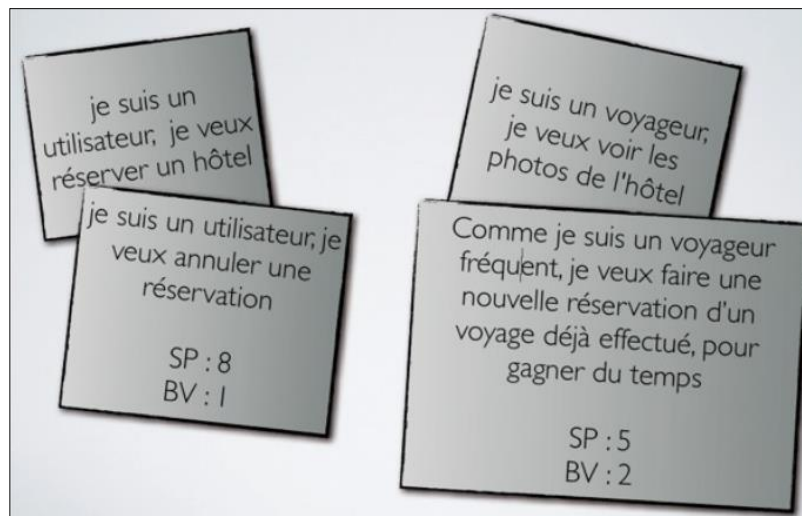 je suis un
utilisateur, je veux
réserver un hôtel
je suis un utilisateur, je
veux annuler une
réservation
SP : 8
BV : 1
je suis un voyageur,
je veux voir les
photos de l'hôtel
Comme je suis un voyageur
fréquent, je veux faire une
nouvelle réservation d'un
voyage déjà effectué, pour
gagner du temps
SP : 5
BV : 2